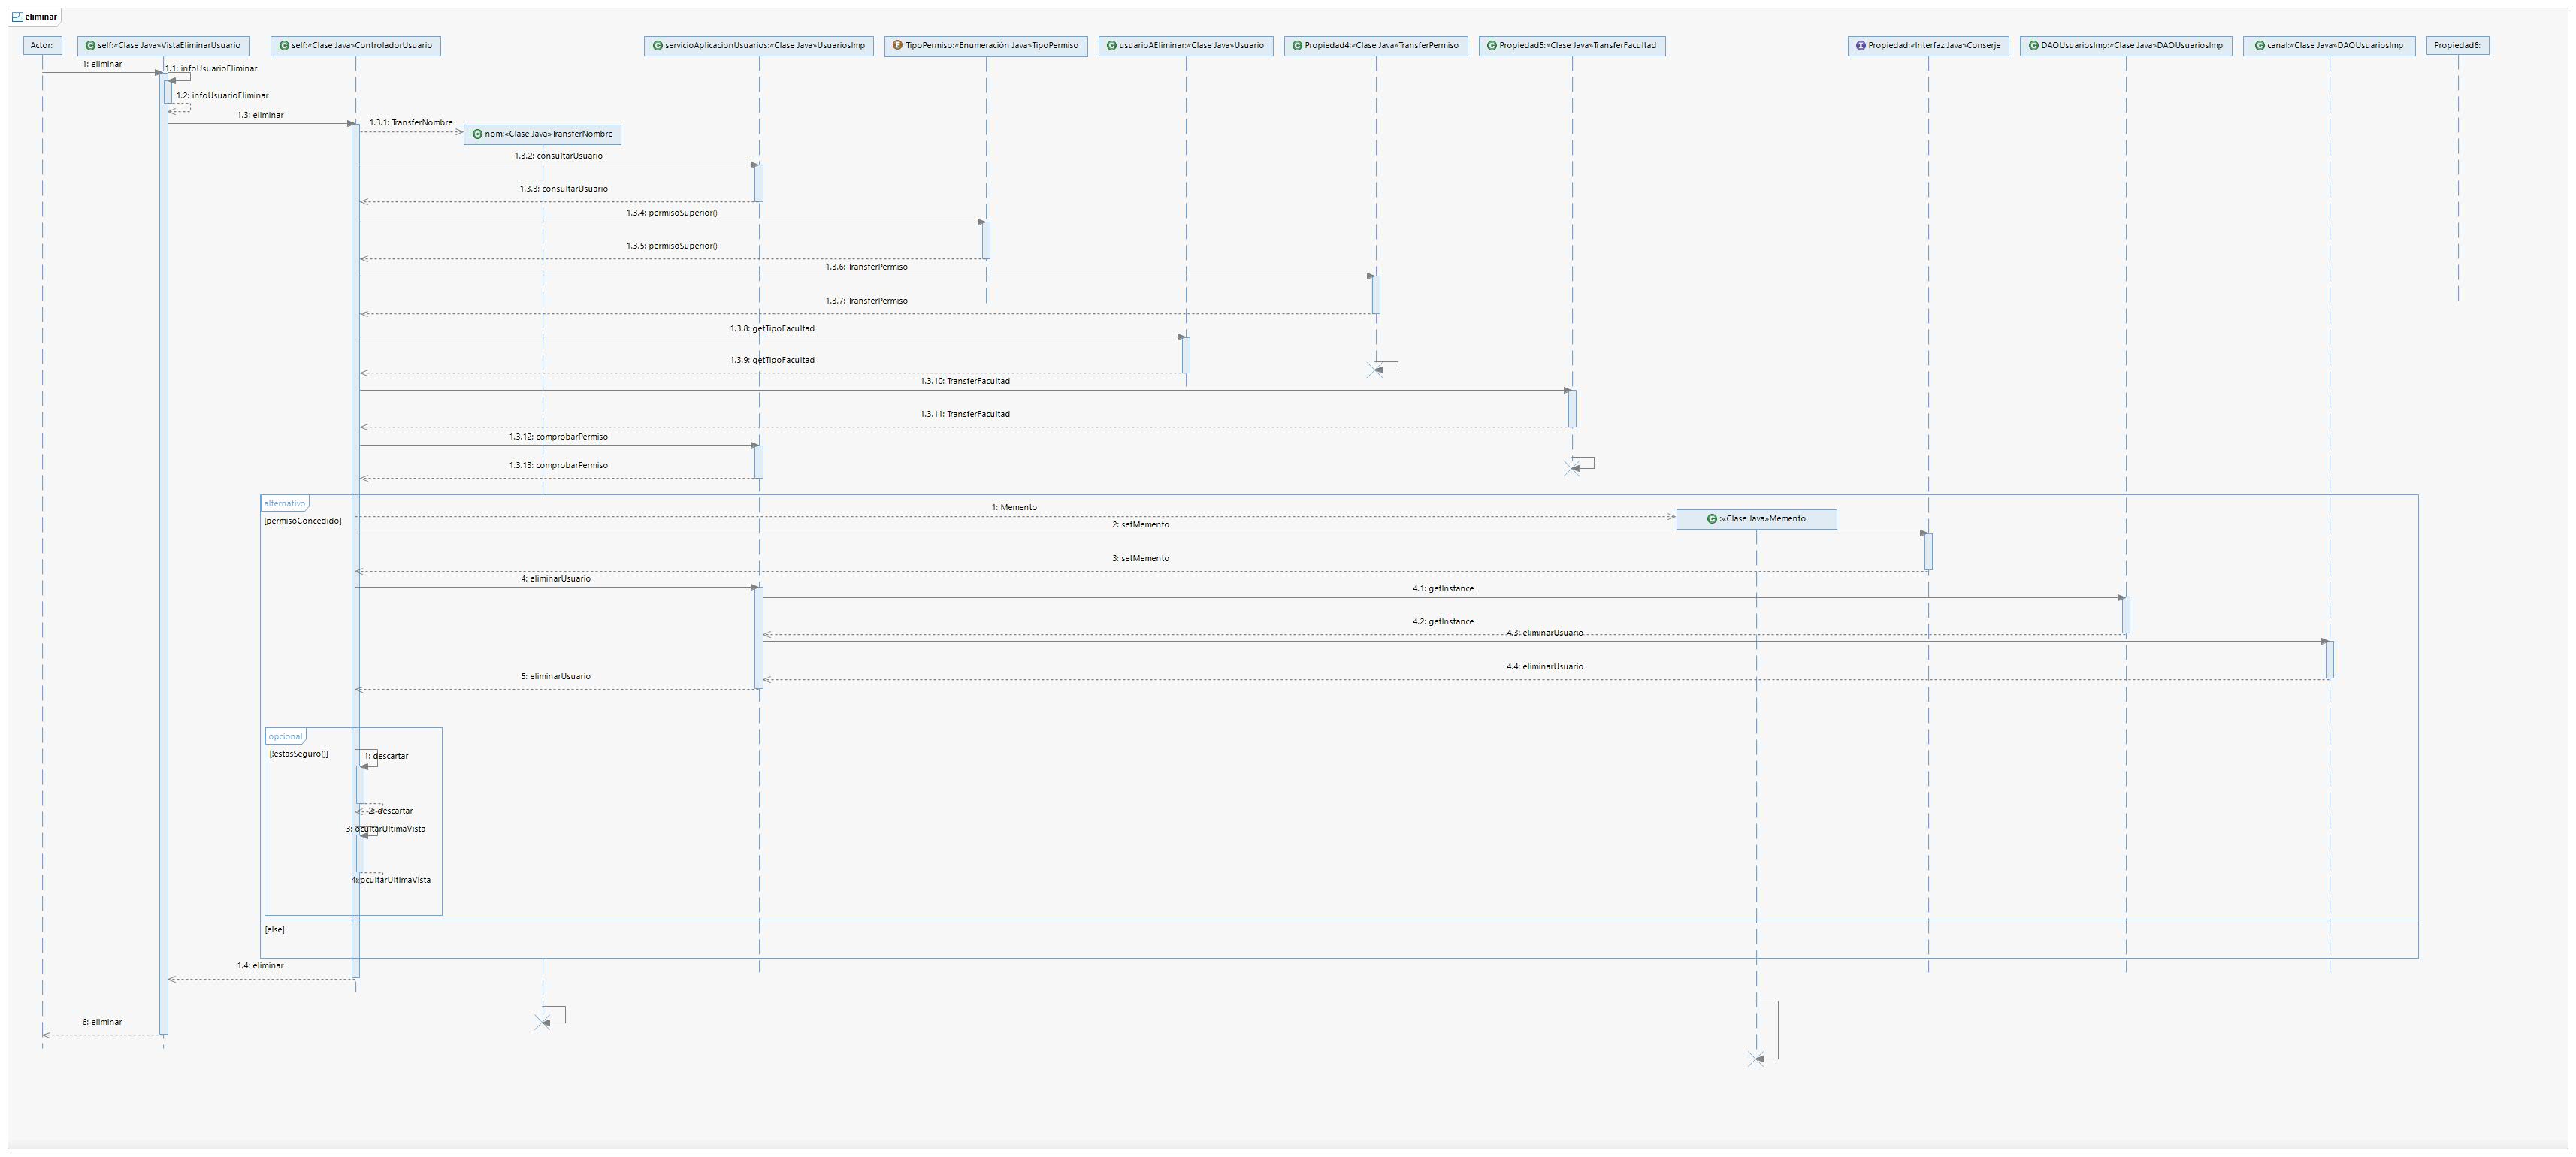 eliminar
Actor:
self:«Clase Java»VistaEliminarUsuario
self:«Clase Java»ControladorUsuario
servicioAplicacionUsuarios:«Clase Java»UsuariosImp
TipoPermiso:«Enumeración Java»TipoPermiso
usuarioAEliminar:«Clase Java»Usuario
Propiedad4:«Clase Java»TransferPermiso
Propiedad5:«Clase Java»TransferFacultad
Propiedad:«Interfaz Java»Conserje
DAOUsuariosImp:«Clase Java»DAOUsuariosImp
canal:«Clase Java»DAOUsuariosImp
Propiedad6:
1: eliminar
1.1: infoUsuarioEliminar
1.2: infoUsuarioEliminar
1.3: eliminar
1.3.1: TransferNombre
nom:«Clase Java»TransferNombre
1.3.2: consultarUsuario
1.3.3: consultarUsuario
1.3.4: permisoSuperior()
1.3.5: permisoSuperior()
1.3.6: TransferPermiso
1.3.7: TransferPermiso
1.3.8: getTipoFacultad
1.3.9: getTipoFacultad
1.3.10: TransferFacultad
1.3.11: TransferFacultad
1.3.12: comprobarPermiso
1.3.13: comprobarPermiso
alternativo
[permisoConcedido]
1: Memento
:«Clase Java»Memento
2: setMemento
3: setMemento
4: eliminarUsuario
4.1: getInstance
4.2: getInstance
4.3: eliminarUsuario
4.4: eliminarUsuario
5: eliminarUsuario
opcional
[!estasSeguro()]
1: descartar
2: descartar
3: ocultarUltimaVista
4: ocultarUltimaVista
[else]
1.4: eliminar
6: eliminar